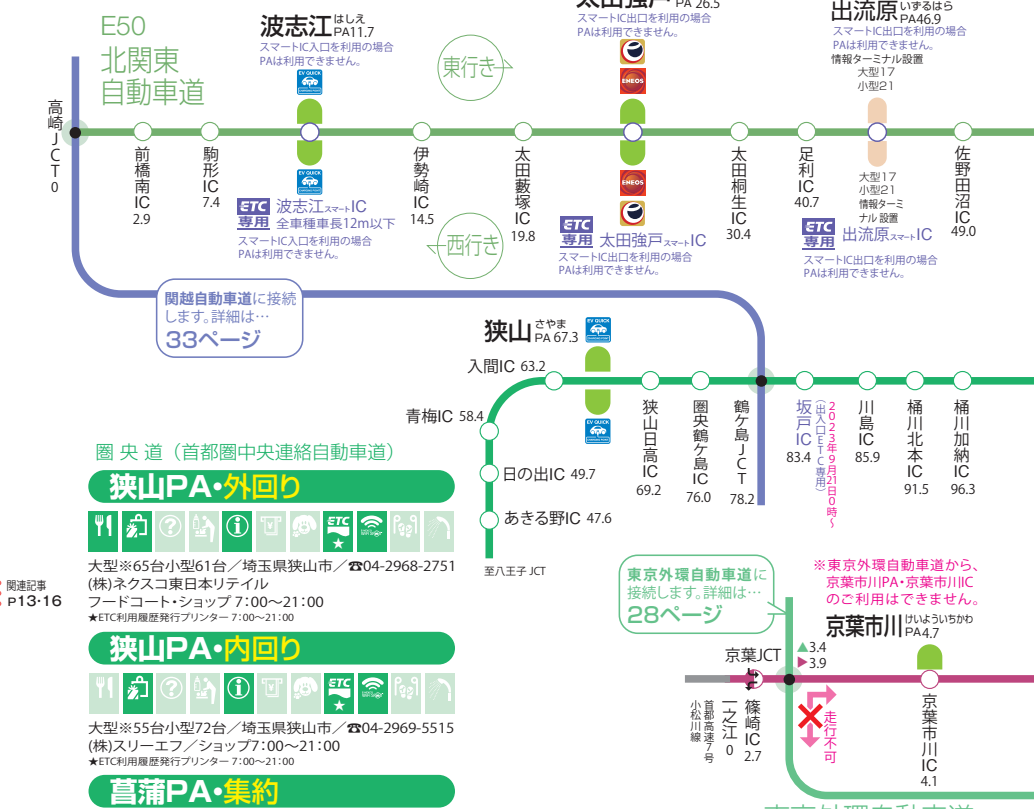 E50
北関東
自動車道
波志江 はしえ
PA11.7
スマートIC入口を利用の場合
PAは利用できません。
EV QUICK
東行き
太田強戸 PA 26.5
スマートIC出口を利用の場合
PAは利用できません。
ENEOS
出流原 いずるはら
PA46.9
スマートIC出口を利用の場合
PAは利用できません。
情報ターミナル設置
大型17
小型21
高崎JCT 0
前橋南IC
2.9
駒形IC
7.4
EV QUICK
ETC
専用
波志江スマートIC
全車種車長12m以下
スマートIC入口を利用の場合
PAは利用できません。
伊勢崎IC
14.5
西行き
太田藪塚IC
19.8
ENEOS
ETC
専用
太田強戸スマートIC
スマートIC出口を利用の場合
PAは利用できません。
太田桐生IC
30.4
足利IC
40.7
大型17
小型21
情報ターミ
ナル 設置
ETC
専用
出流原スマートIC
スマートIC出口を利用の場合
PAは利用できません。
佐野田沼IC
49.0
関越自動車道に接続
します。詳細は…
33ページ
狭山 さやま
PA 67.3
EV QUICK
入間IC 63.2
EV QUICK
青梅IC 58.4
日の出IC 49.7
あきる野IC 47.6
至八王子 JCT
狭山日高IC
69.2
圏央鶴ケ島IC
76.0
鶴ケ島JCT
78.2
坂戸IC
83.4
(出入口ETC専用)
2023年9月21日0時〜
川島IC
85.9
桶川北本IC
91.5
桶川加納IC
96.3
圏央道（首都圏中央連絡自動車道）
狭山PA・外回り
ETC
大型※65台小型61台／埼玉県狭山市／☎04-2968-2751
(株)ネクスコ東日本リテイル
フードコート・ショップ 7:00〜21:00
★ETC利用履歴発行プリンター 7:00〜21:00
関連記事
P13・16
狭山PA・内回り
ETC
大型※55台小型72台／埼玉県狭山市／☎04-2969-5515
(株)スリーエフ／ショップ7:00〜21:00
★ETC利用履歴発行プリンター 7:00〜21:00
菖蒲PA・集約
東京外環自動車道に
接続します。詳細は…
28ページ
※東京外環自動車道から、
京葉市川PA・京葉市川IC
のご利用はできません。
京葉市川 けいよういちかわ
PA4.7
京葉JCT
▲3.4
▶3.9
首都高速7号
小松川線
一之江 0
篠崎IC
2.7
走行不可
京葉市川IC
4.1
東京外環自動車道